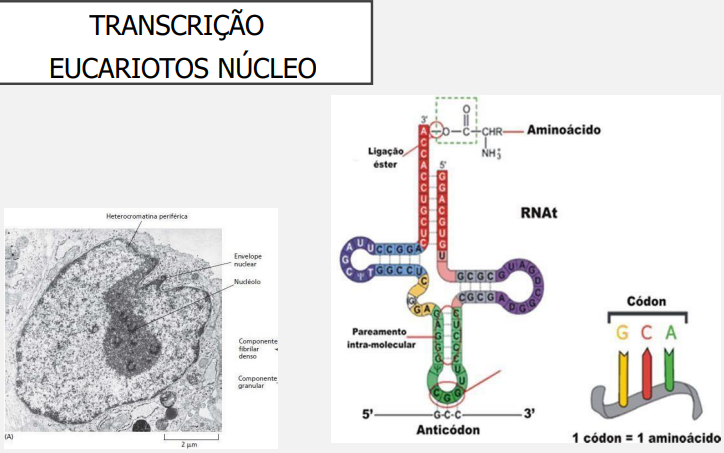 TRANSCRIÇÃO
EUCARIOTOS NÚCLEO
Heterocromatina periférica
Envelope
nuclear
Nucléolo
Componente
fibrilar
denso
Componente
granular
(A)
2 μm
3'
A
C
C
A
C
C
U
G
C
U
C
O
O
C
CHR
NH3+
Aminoácido
Ligação
éster
5'
G
G
A
C
G
U
G
U
RNAt
U C C G G A
G G C C U
G C G C G
C G C G
Pareamento
intra-molecular
C G G
5' G-C-C 3'
Anticódon
Códon
G C A
1 códon = 1 aminoácido